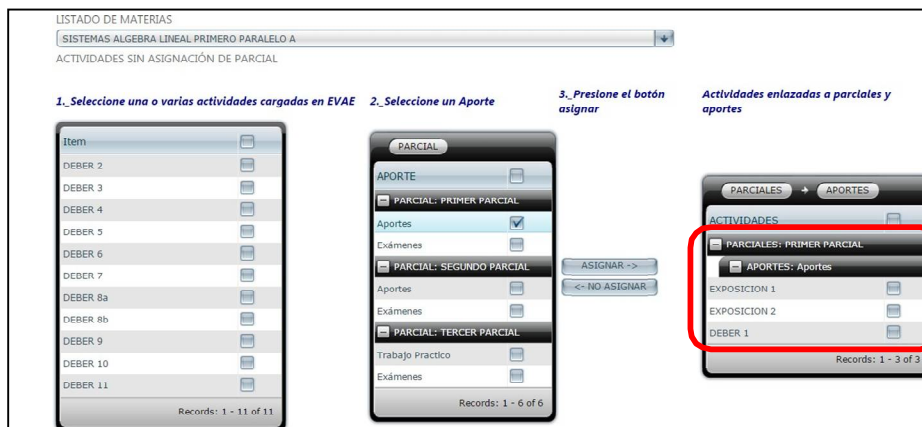 LISTADO DE MATERIAS
SISTEMAS ALGEBRA LINEAL PRIMERO PARALELO A
ACTIVIDADES SIN ASIGNACIÓN DE PARCIAL
1._Seleccione una o varias actividades cargadas en EVAE
Item
DEBER 2
DEBER 3
DEBER 4
DEBER 5
DEBER 6
DEBER 7
DEBER 8a
DEBER 8b
DEBER 9
DEBER 10
DEBER 11
Records: 1 - 11 of 11
2._Seleccione un Aporte
PARCIAL
APORTE
PARCIAL: PRIMER PARCIAL
Aportes
Exámenes
PARCIAL: SEGUNDO PARCIAL
Aportes
Exámenes
PARCIAL: TERCER PARCIAL
Trabajo Practico
Exámenes
Records: 1 - 6 of 6
3._Presione el botón
asignar
ASIGNAR ->
<- NO ASIGNAR
Actividades enlazadas a parciales y
aportes
PARCIALES → APORTES
ACTIVIDADES
PARCIALES: PRIMER PARCIAL
APORTES: Aportes
EXPOSICION 1
EXPOSICION 2
DEBER 1
Records: 1 - 3 of 3